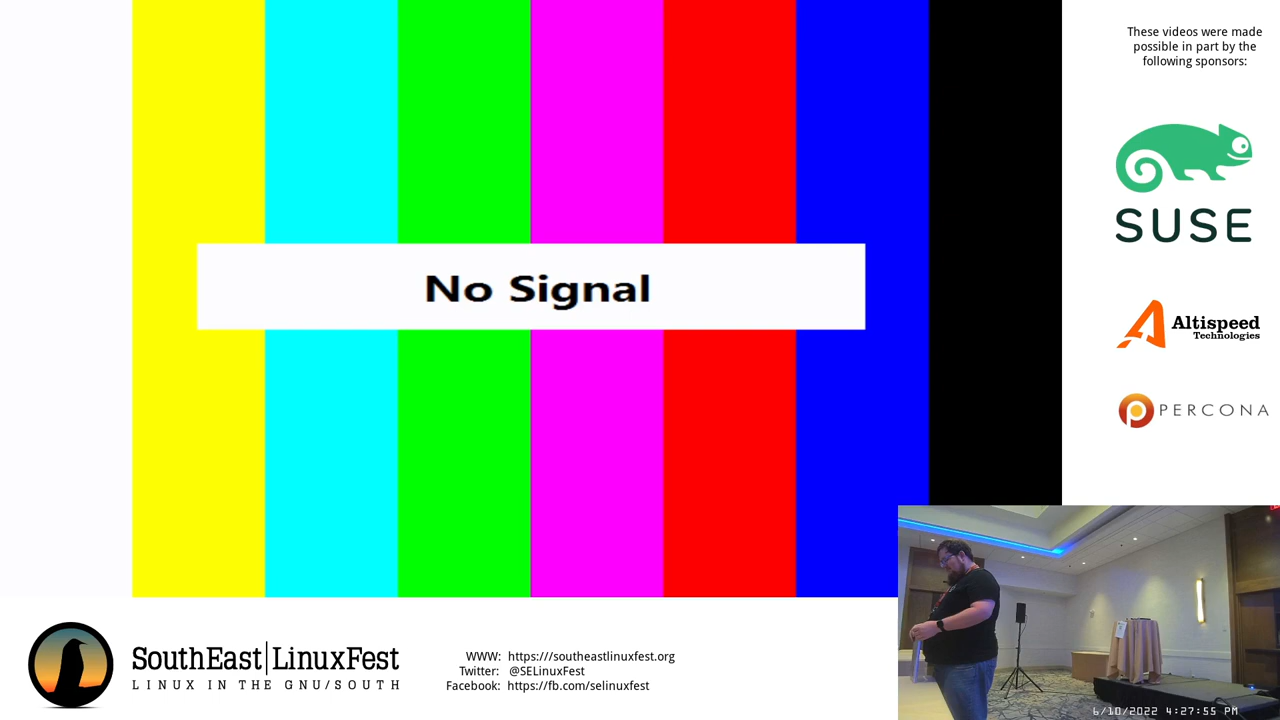 These videos were made
possible in part by the
following sponsors:
SUSE
Altispeed
Technologies
PERCONA
No Signal
SouthEast LinuxFest
LINUX IN THE GNU/SOUTH
WWW: https:///southeastlinuxfest.org
Twitter: @SELinuxFest
Facebook: https://fb.com/selinuxfest
6/10/2022 4:27:55 PM